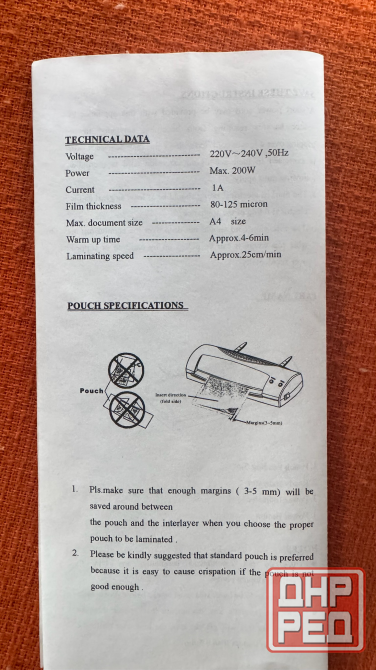 TECHNICAL DATA
Voltage ---------------------------- 220V～240V ,50Hz
Power ---------------------------- Max. 200W
Current ---------------------------- 1A
Film thickness --------------------- 80-125 micron
Max. document size -------------- A4 size
Warm up time ------------------ Approx.4-6min
Laminating speed ----------------- Approx.25cm/min
POUCH SPECIFICATIONS
Pouch
Insert direction
(fold side)
Margins(3~5mm)
1. Pls.make sure that enough margins ( 3-5 mm) will be
saved around between
the pouch and the interlayer when you choose the proper
pouch to be laminated .
2. Please be kindly suggested that standard pouch is preferred
because it is easy to cause crispation if the pouch is not
good enough .
ДНР
РЕД